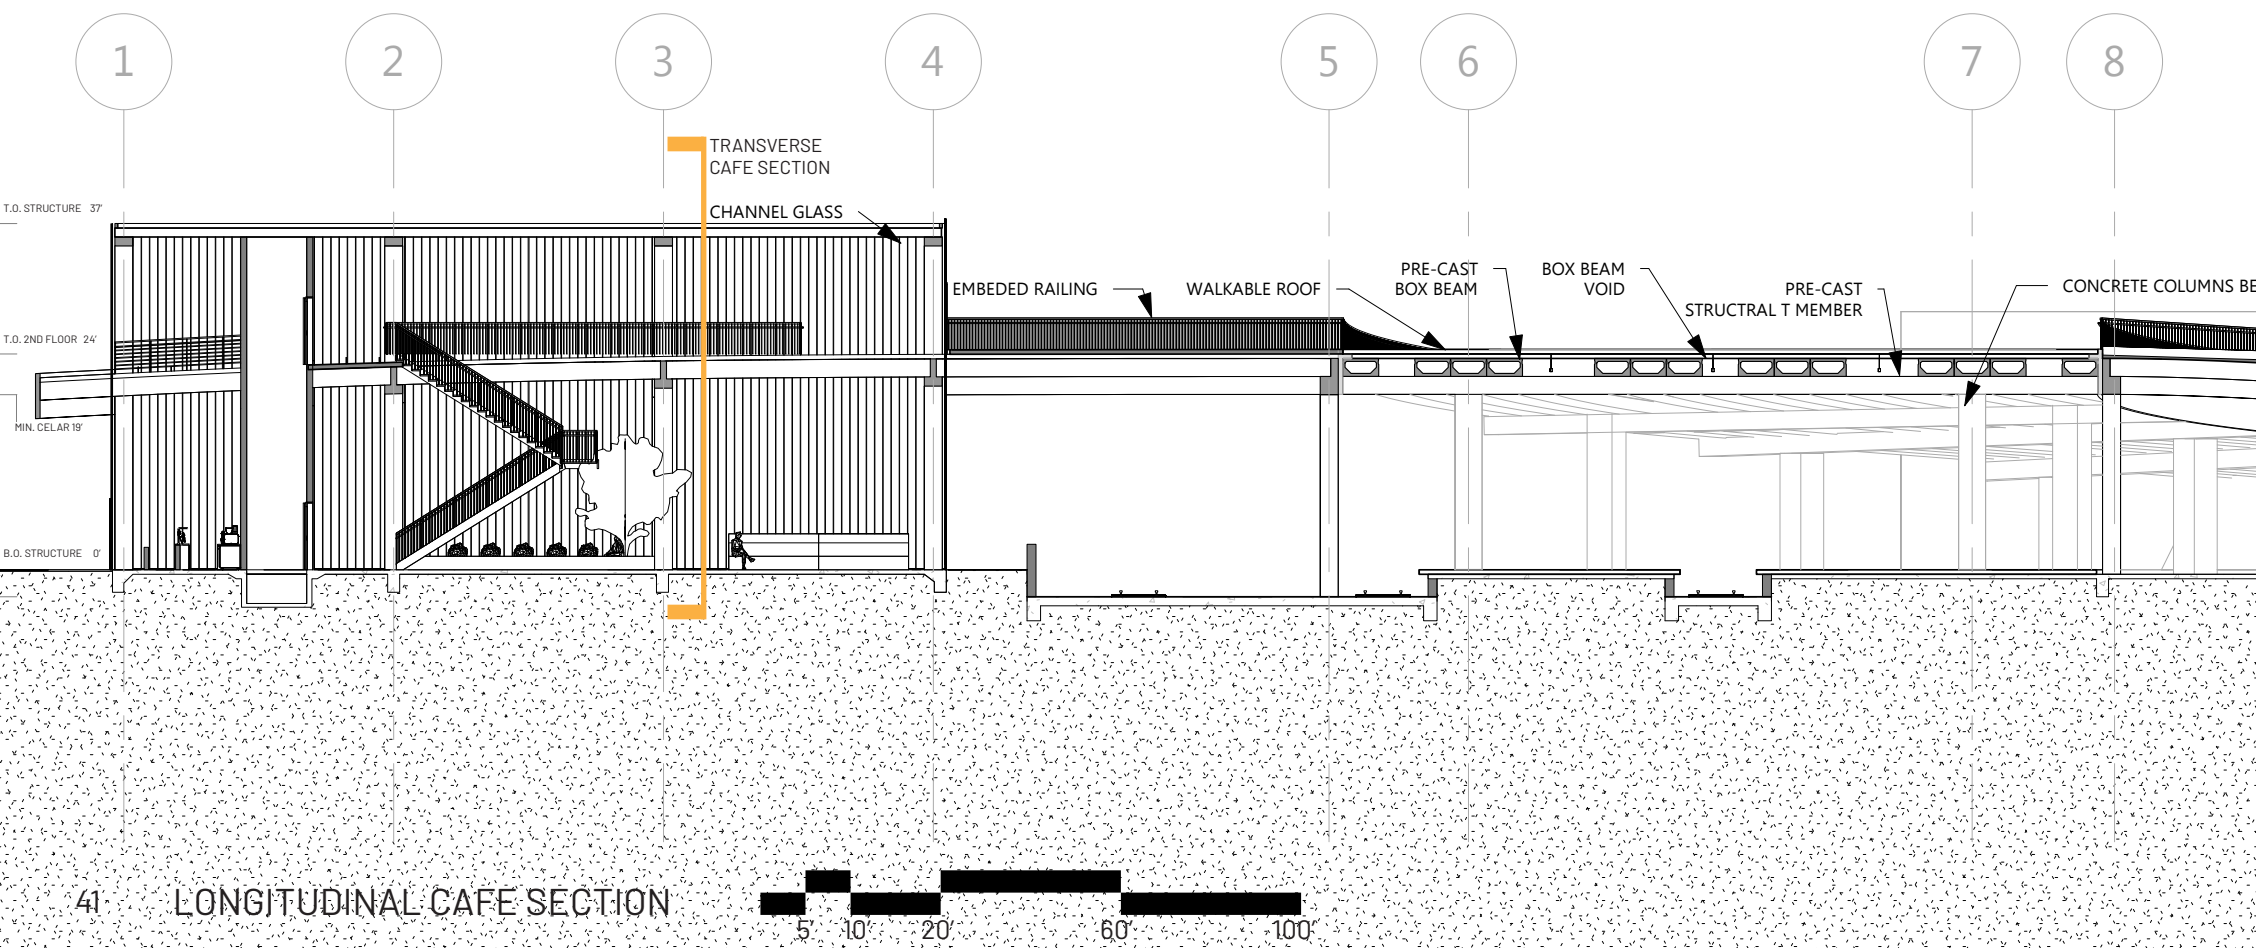 1
2
3
4
5
6
7
8
TRANSVERSE
CAFE SECTION
T.O. STRUCTURE 37'
CHANNEL GLASS
EMBEDED RAILING
WALKABLE ROOF
PRE-CAST
BOX BEAM
BOX BEAM
VOID
PRE-CAST
STRUCTRAL T MEMBER
CONCRETE COLUMNS BE
T.O. 2ND FLOOR 24'
MIN. CELAR 19'
B.O. STRUCTURE 0'
41 LONGITUDINAL CAFE SECTION
5' 10' 20' 60' 100'